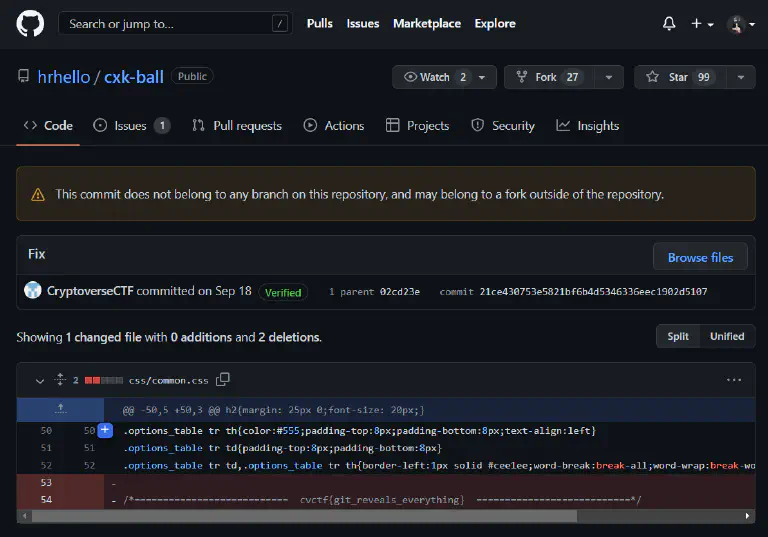 Search or jump to... /
Pulls Issues Marketplace Explore
hrhello / cxk-ball Public
Watch 2 Fork 27 Star 99
Code Issues 1 Pull requests Actions Projects Security Insights
This commit does not belong to any branch on this repository, and may belong to a fork outside of the repository.
Fix
Browse files
CryptoverseCTF committed on Sep 18 Verified 1 parent 02cd23e commit 21ce430753e5821bf6b4d5346336eec1902d5107
Showing 1 changed file with 0 additions and 2 deletions.
Split Unified
2 css/common.css
@@ -50,5 +50,3 @@ h2{margin: 25px 0;font-size: 20px;}
50 50 .options_table tr th{color:#555;padding-top:8px;padding-bottom:8px;text-align:left}
51 51 .options_table tr td{padding-top:8px;padding-bottom:8px}
52 52 .options_table tr td,.options_table tr th{border-left:1px solid #ceelee;word-break:break-all;word-wrap:break-wo
53 -
54 - /*=========================== cvctf{git_reveals_everything} ===========================*/